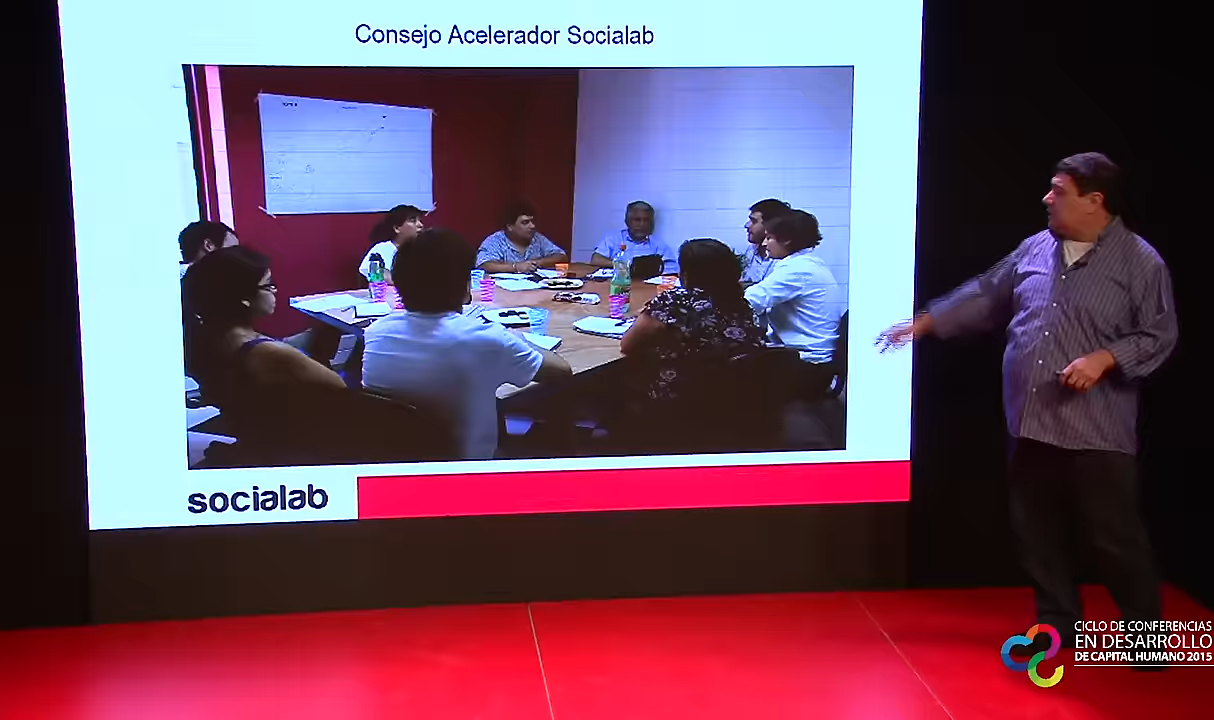 Consejo Acelerador Socialab
socialab
CICLO DE CONFERENCIAS
EN DESARROLLO
DE CAPITAL HUMANO 2015